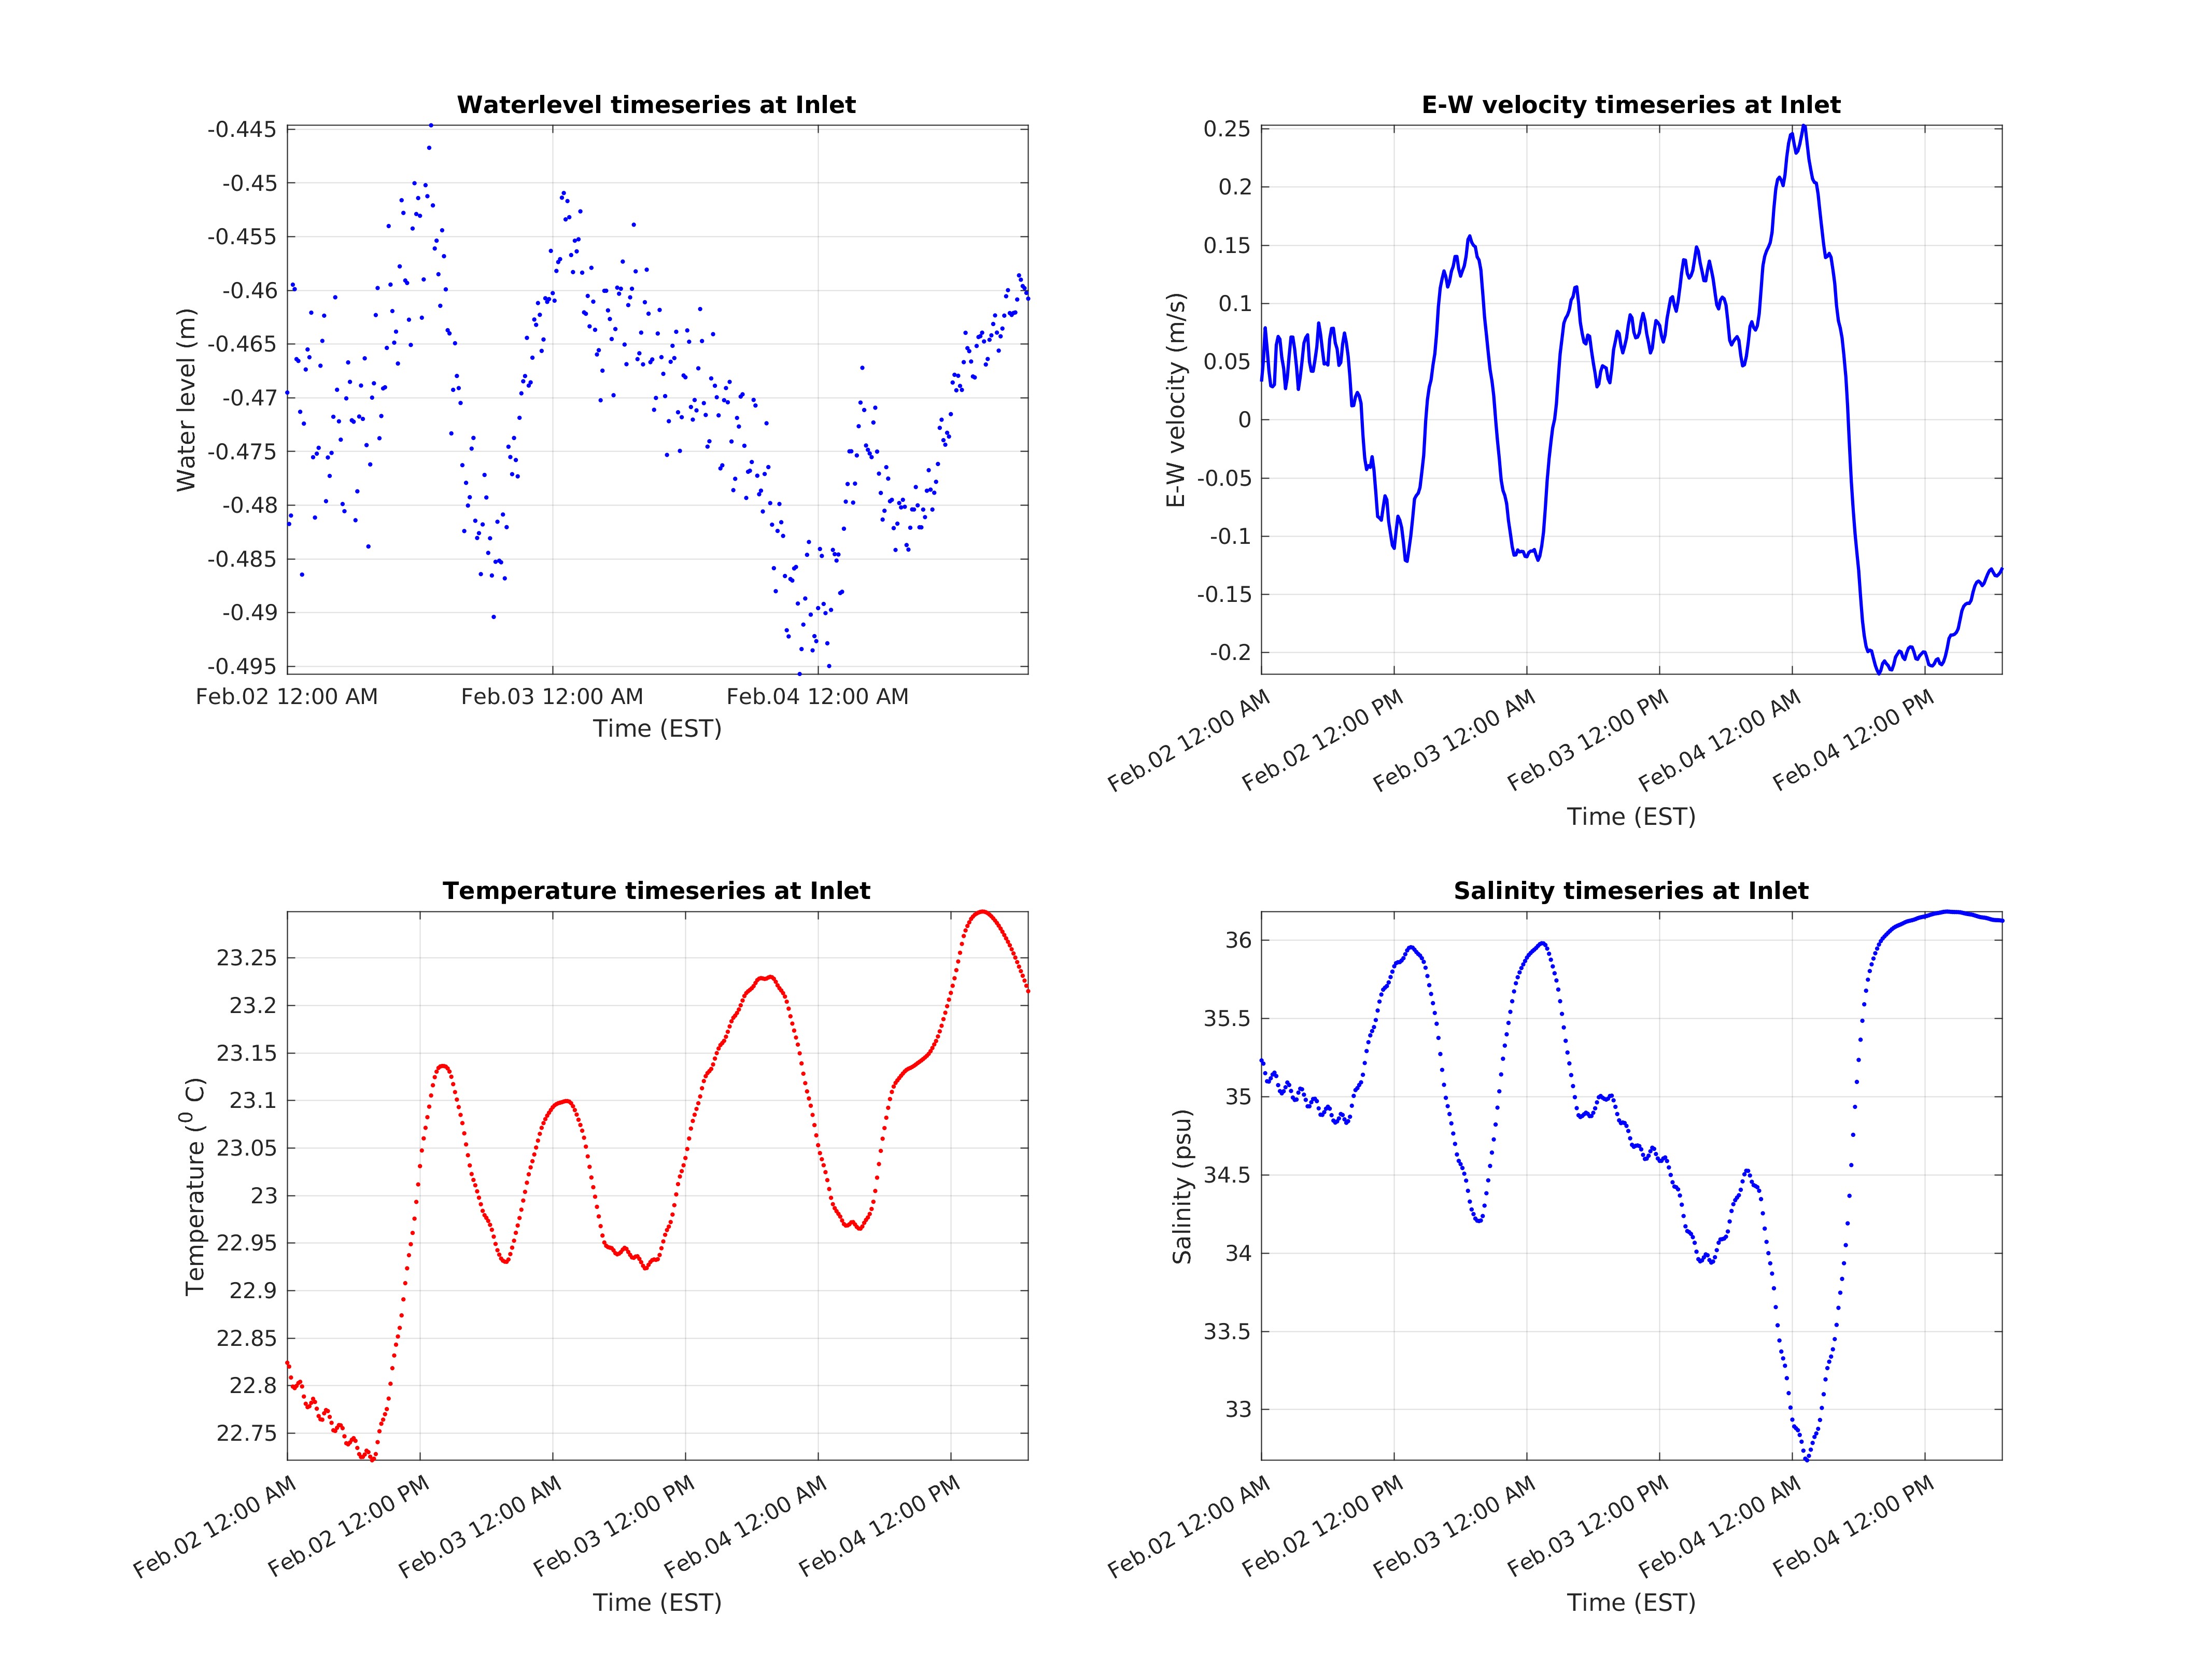 Waterlevel timeseries at Inlet
-0.445
-0.45
-0.455
-0.46
-0.465
-0.47
-0.475
-0.48
-0.485
-0.49
-0.495
Water level (m)
Feb.02 12:00 AM
Feb.03 12:00 AM
Feb.04 12:00 AM
Time (EST)
E-W velocity timeseries at Inlet
0.25
0.2
0.15
0.1
0.05
0
-0.05
-0.1
-0.15
-0.2
E-W velocity (m/s)
Feb.02 12:00 AM
Feb.02 12:00 PM
Feb.03 12:00 AM
Feb.03 12:00 PM
Feb.04 12:00 AM
Feb.04 12:00 PM
Time (EST)
Temperature timeseries at Inlet
23.25
23.2
23.15
23.1
23.05
23
22.95
22.9
22.85
22.8
22.75
Temperature (⁰ C)
Feb.02 12:00 AM
Feb.02 12:00 PM
Feb.03 12:00 AM
Feb.03 12:00 PM
Feb.04 12:00 AM
Feb.04 12:00 PM
Time (EST)
Salinity timeseries at Inlet
36
35.5
35
34.5
34
33.5
33
Salinity (psu)
Feb.02 12:00 AM
Feb.02 12:00 PM
Feb.03 12:00 AM
Feb.03 12:00 PM
Feb.04 12:00 AM
Feb.04 12:00 PM
Time (EST)